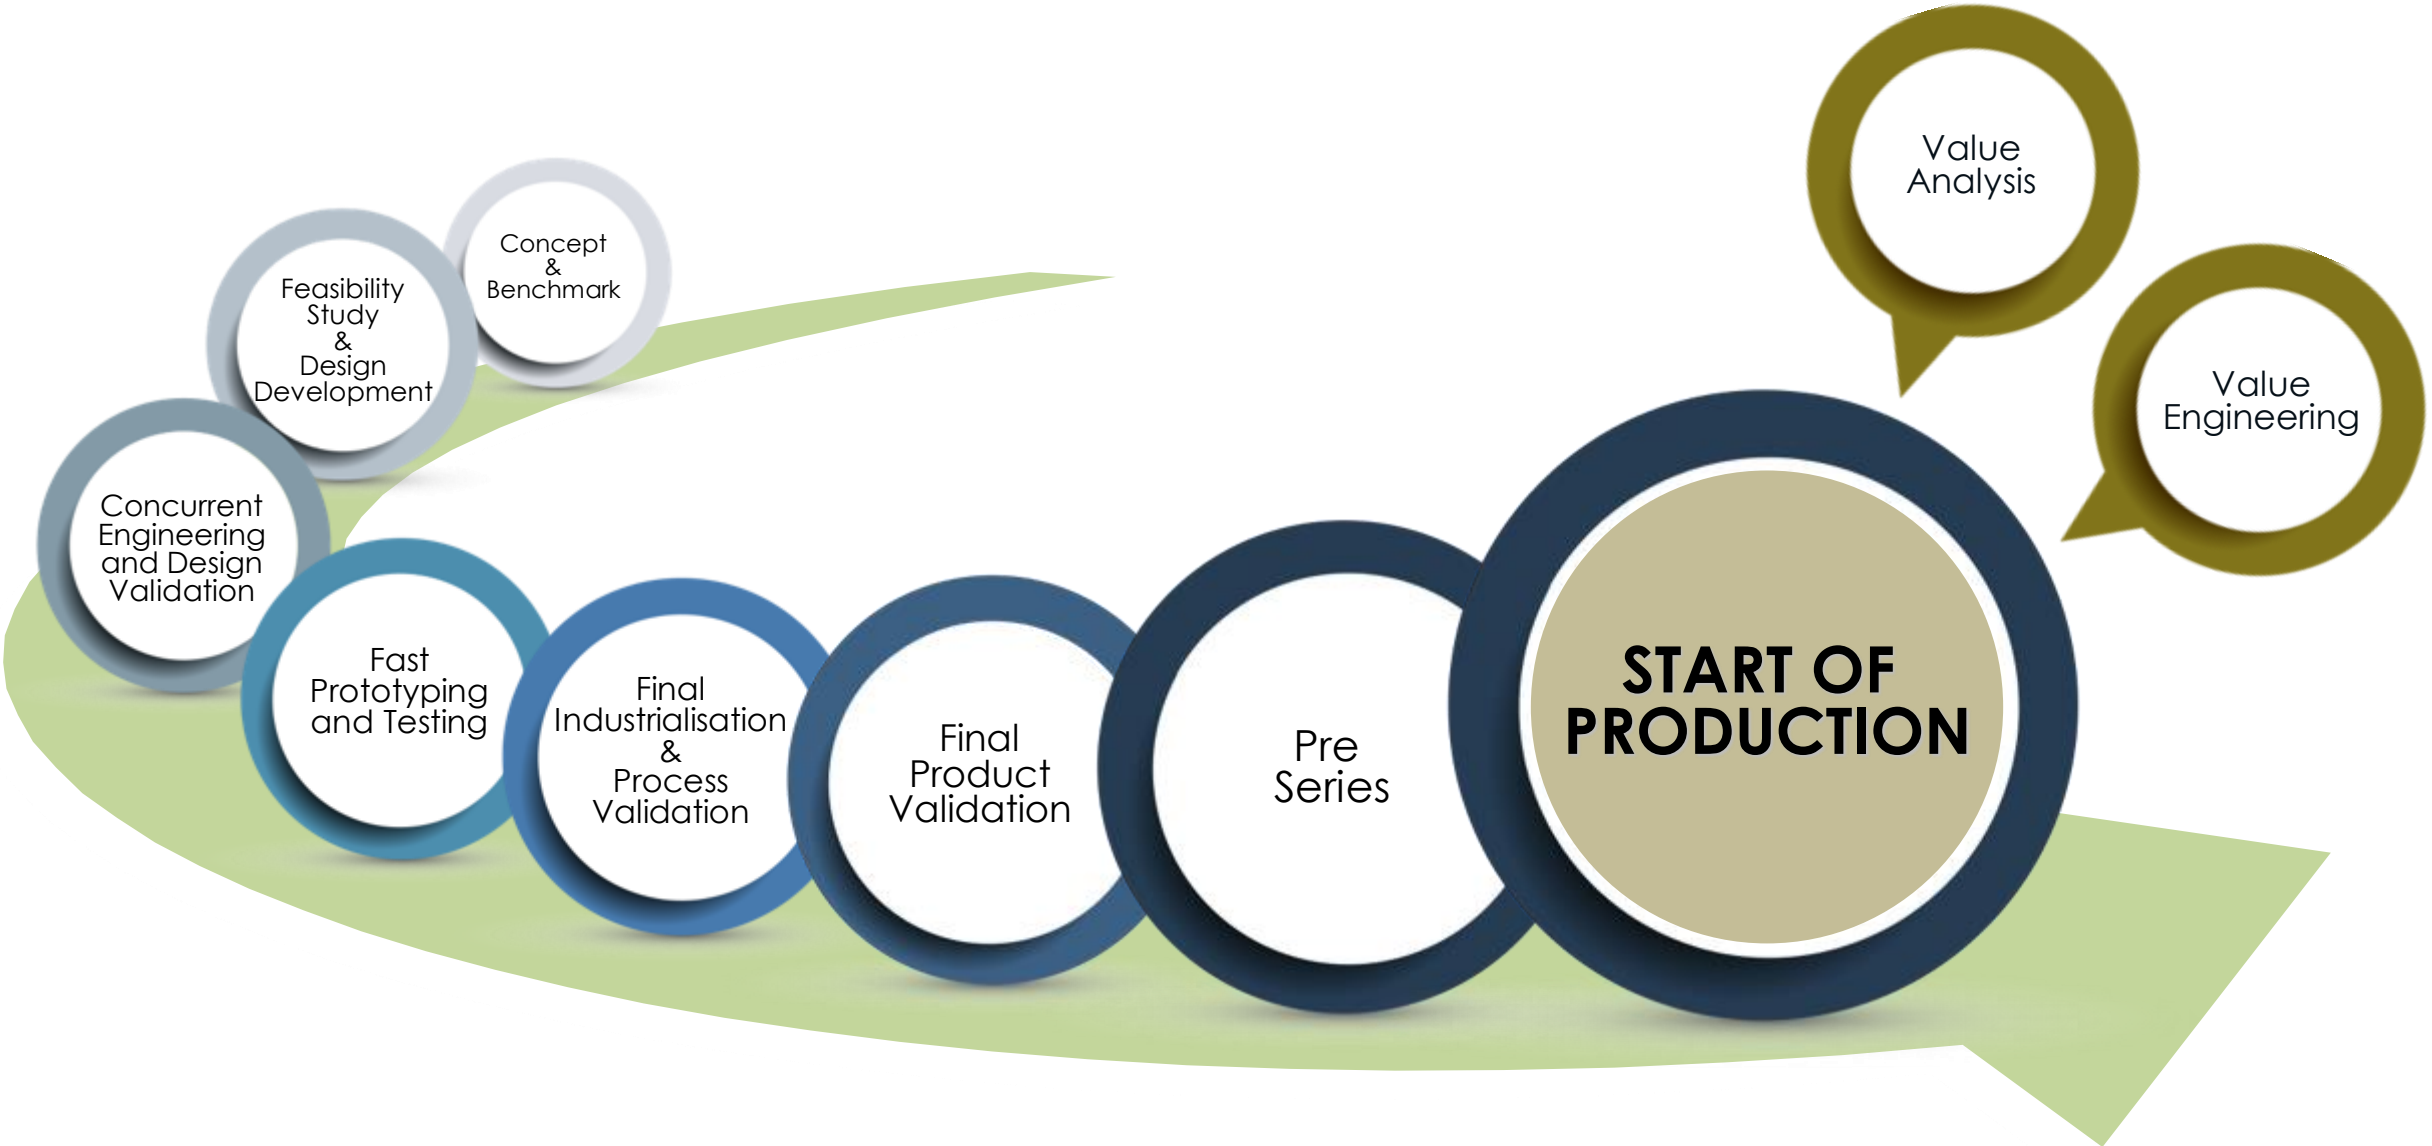 Concept
&
Benchmark
Feasibility
Study
&
Design
Development
Concurrent
Engineering
and Design
Validation
Fast
Prototyping
and Testing
Final
Industrialisation
&
Process
Validation
Final
Product
Validation
Pre
Series
START OF
PRODUCTION
Value
Analysis
Value
Engineering